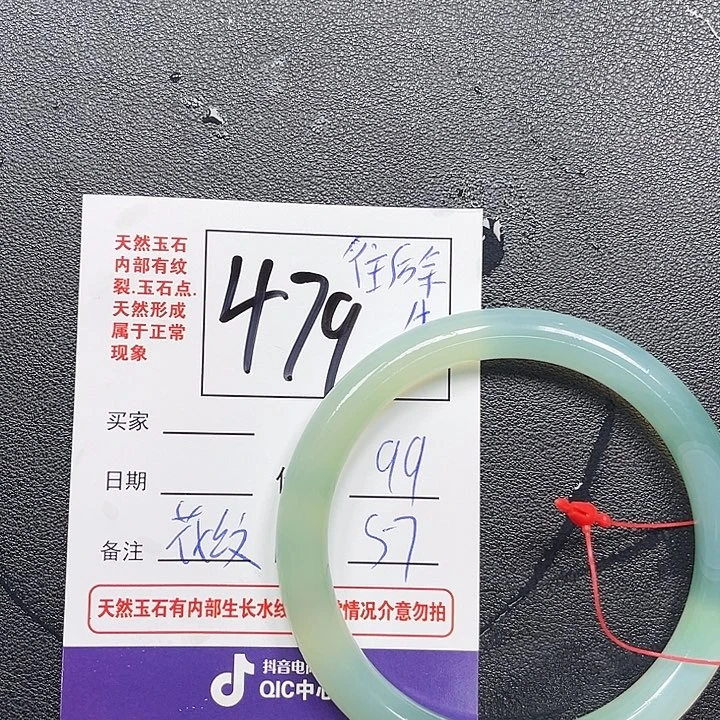 天然玉石
内部有纹
裂.玉石点.
天然形成
属于正常
现象
479
买家
日期
99
备注 花纹
57
天然玉石有内部生长水线
情况介意勿拍
抖音电
QIC中心